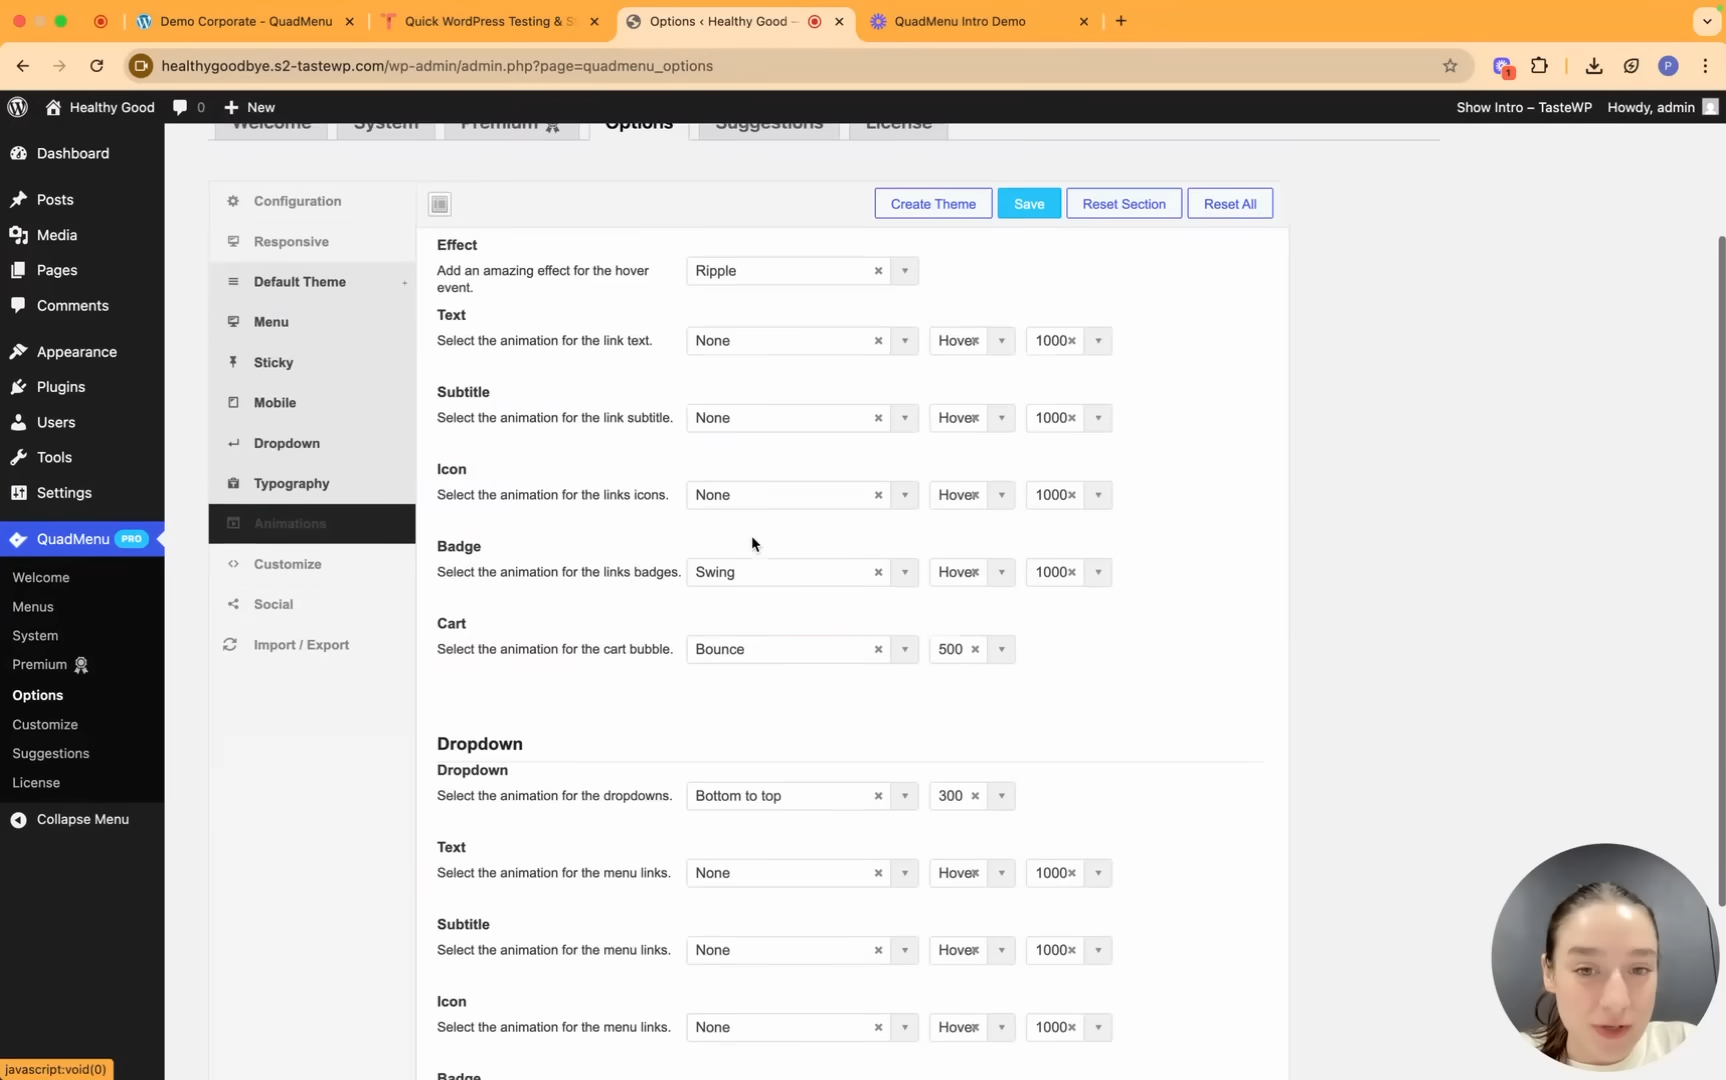 Demo Corporate - QuadMenu
Quick WordPress Testing & S
Options ‹ Healthy Good –
QuadMenu Intro Demo
healthygoodbye.s2-tastewp.com/wp-admin/admin.php?page=quadmenu_options
1
P
Healthy Good
0
New
Show Intro – TasteWP
Howdy, admin
Welcome
System
Premium
Options
Suggestions
License
Dashboard
Posts
Media
Pages
Comments
Appearance
Plugins
Users
Tools
Settings
QuadMenu PRO
Welcome
Menus
System
Premium
Options
Customize
Suggestions
License
Collapse Menu
Configuration
Responsive
Default Theme
Menu
Sticky
Mobile
Dropdown
Typography
Animations
Customize
Social
Import / Export
Create Theme
Save
Reset Section
Reset All
Effect
Add an amazing effect for the hover
event.
Ripple
Text
Select the animation for the link text.
None
Hover
1000
Subtitle
Select the animation for the link subtitle.
None
Hover
1000
Icon
Select the animation for the links icons.
None
Hover
1000
Badge
Select the animation for the links badges.
Swing
Hover
1000
Cart
Select the animation for the cart bubble.
Bounce
500
Dropdown
Dropdown
Select the animation for the dropdowns.
Bottom to top
300
Text
Select the animation for the menu links.
None
Hover
1000
Subtitle
Select the animation for the menu links.
None
Hover
1000
Icon
Select the animation for the menu links.
None
Hover
1000
Badge
javascript:void(0)